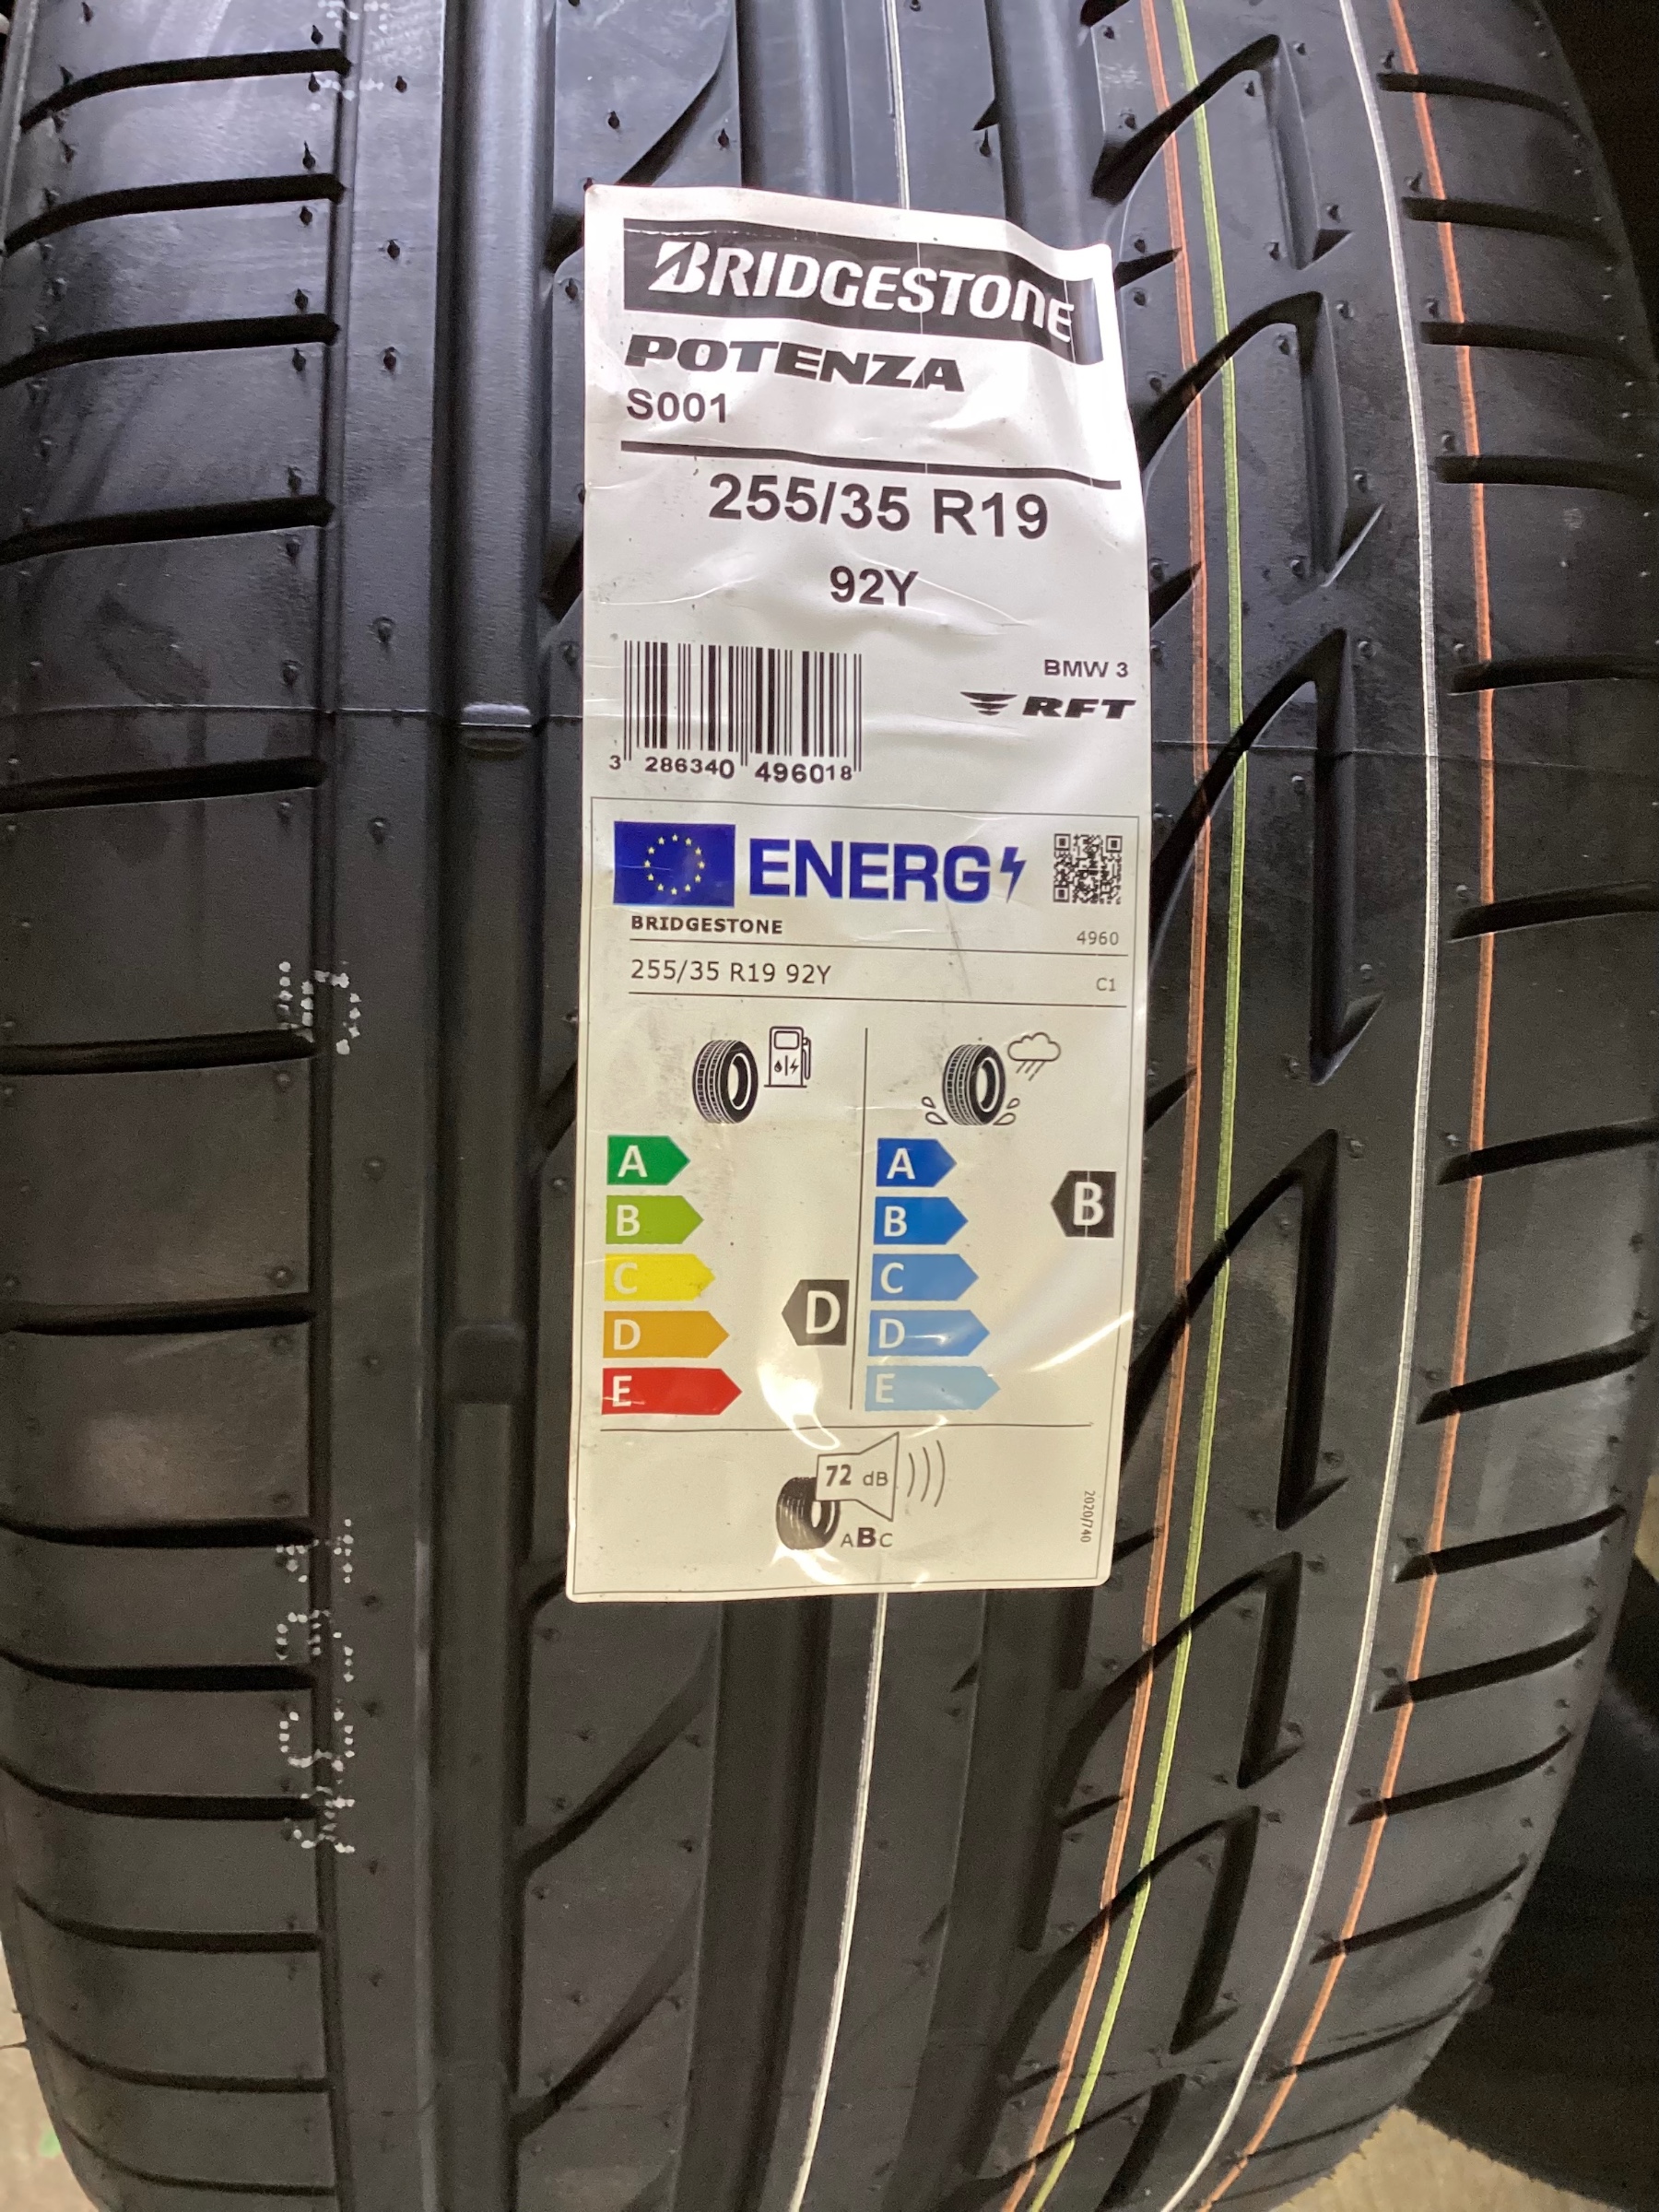 BRIDGESTONE
POTENZA
S001
255/35 R19
92Y
BMW 3
RFT
3 286340 496018
ENERG
BRIDGESTONE
4960
255/35 R19 92Y
C1
A
B
C
D
E
D
A
B
C
D
E
B
72 dB
ABC
2020/740